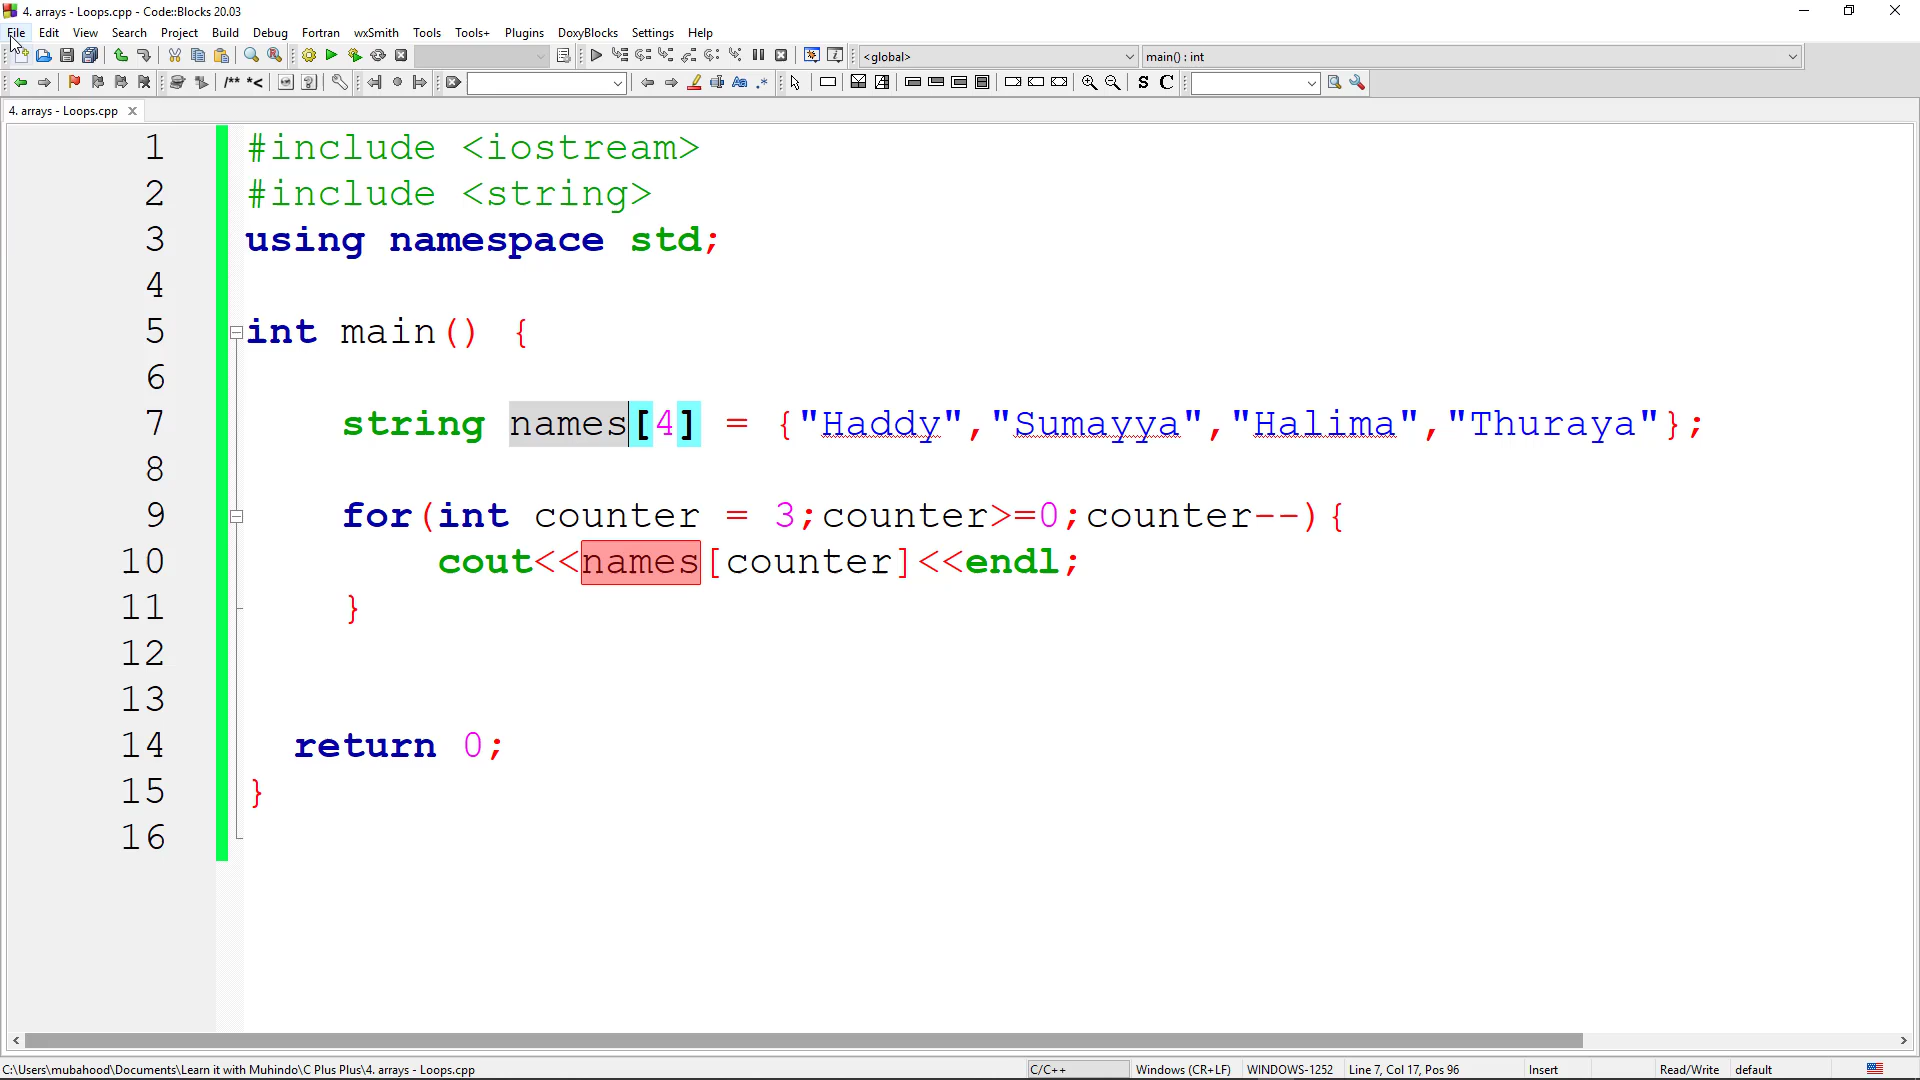 4. arrays - Loops.cpp - Code::Blocks 20.03
File Edit View Search Project Build Debug Fortran wxSmith Tools Tools+ Plugins DoxyBlocks Settings Help
<global> main() : int
/** *< Aa .* S C
4. arrays - Loops.cpp
1 #include <iostream>
2 #include <string>
3 using namespace std;
4
5 int main() {
6
7 string names[4] = {"Haddy","Sumayya","Halima","Thuraya"};
8
9 for(int counter = 3;counter>=0;counter--){
10 cout<<names[counter]<<endl;
11 }
12
13
14 return 0;
15 }
16
C:\Users\mubahood\Documents\Learn it with Muhindo\C Plus Plus\4. arrays - Loops.cpp C/C++ Windows (CR+LF) WINDOWS-1252 Line 7, Col 17, Pos 96 Insert Read/Write default